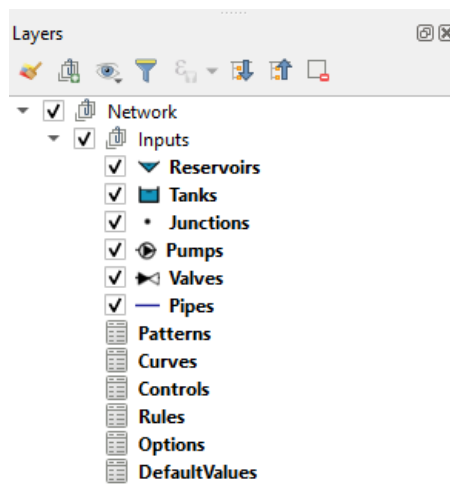 Layers
Network
Inputs
Reservoirs
Tanks
Junctions
Pumps
Valves
Pipes
Patterns
Curves
Controls
Rules
Options
DefaultValues